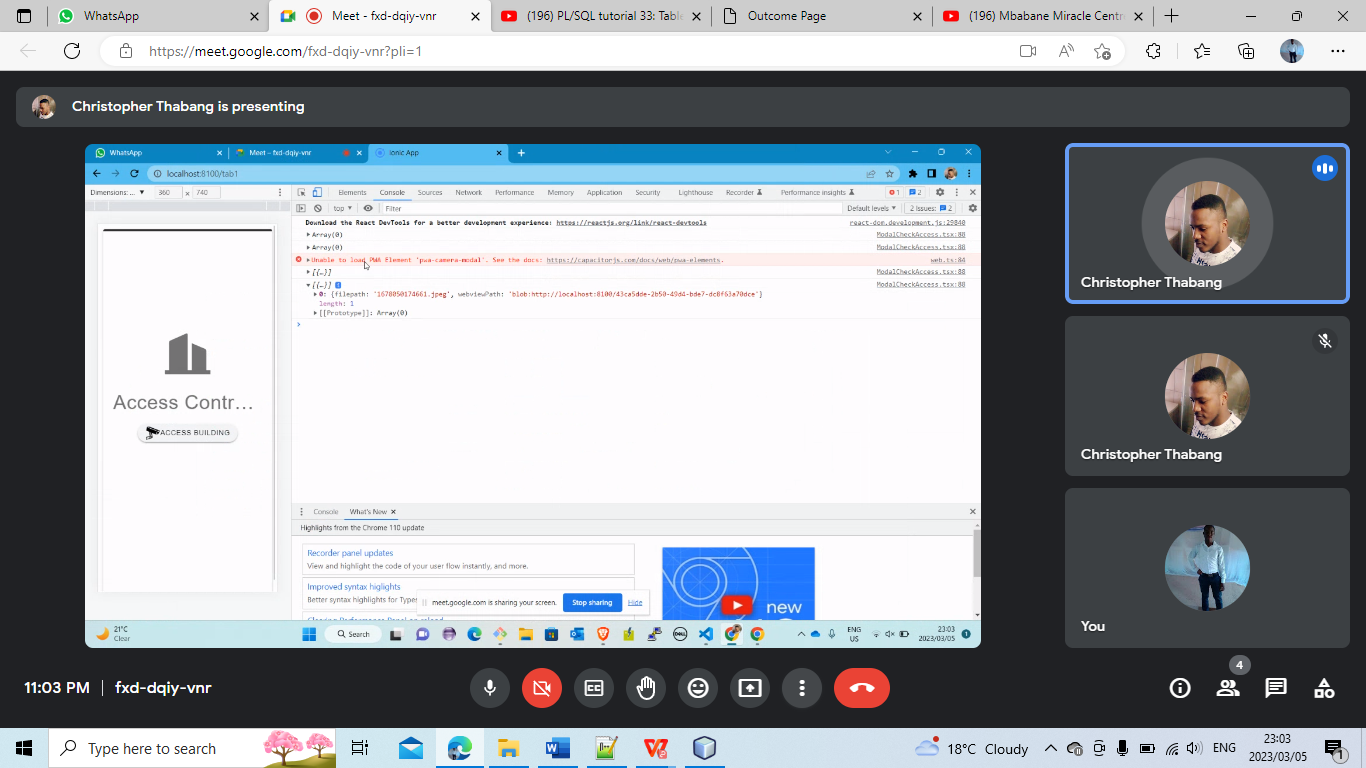 WhatsApp
Meet - fxd-dqiy-vnr
(196) PL/SQL tutorial 33: Table
Outcome Page
(196) Mbabane Miracle Centr
https://meet.google.com/fxd-dqiy-vnr?pli=1
Christopher Thabang is presenting
WhatsApp
Meet – fxd-dqiy-vnr
Ionic App
localhost:8100/tab1
Dimensions: ...
360
x
740
Elements
Console
Sources
Network
Performance
Memory
Application
Security
Lighthouse
Recorder
Performance insights
1
2
top
Filter
Default levels
2 Issues:
2
Download the React DevTools for a better development experience: https://reactjs.org/link/react-devtools
react-dom.development.js:29840
Array(0)
ModalCheckAccess.tsx:88
Array(0)
ModalCheckAccess.tsx:88
Unable to load PWA Element 'pwa-camera-modal'. See the docs: https://capacitorjs.com/docs/web/pwa-elements.
web.ts:84
[{…}]
ModalCheckAccess.tsx:88
[{…}]
ModalCheckAccess.tsx:88
0: {filepath: '1678050174661.jpeg', webviewPath: 'blob:http://localhost:8100/43ca5dde-2b50-49d4-bde7-dc8f63a70dce'}
length: 1
[[Prototype]]: Array(0)
Access Contr...
ACCESS BUILDING
Console
What's New
Highlights from the Chrome 110 update
Recorder panel updates
View and highlight the code of your user flow instantly, and more.
Improved syntax higlights
Better syntax highlights for Types
new
meet.google.com is sharing your screen.
Stop sharing
Hide
21°C
Clear
Search
DELL
ENG
US
23:03
2023/03/05
1
Christopher Thabang
Christopher Thabang
You
11:03 PM | fxd-dqiy-vnr
4
Type here to search
18°C Cloudy
ENG
23:03
2023/03/05
1